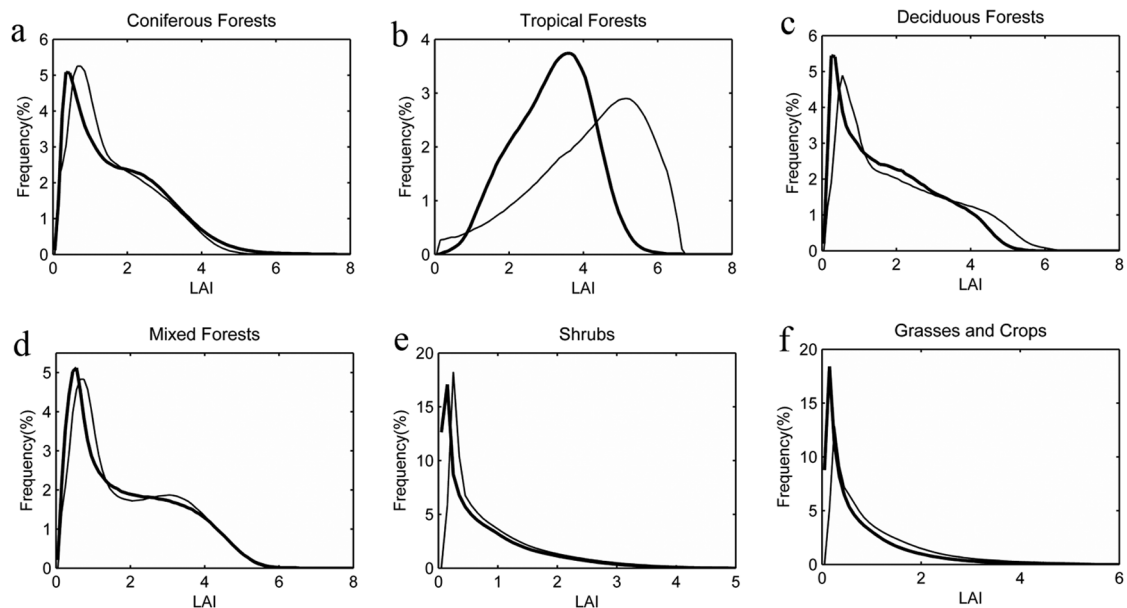 a
Coniferous Forests
Frequency(%)
6
5
4
3
2
1
0
0 2 4 6 8
LAI
b
Tropical Forests
Frequency(%)
4
3
2
1
0
0 2 4 6 8
LAI
c
Deciduous Forests
Frequency(%)
6
5
4
3
2
1
0
0 2 4 6 8
LAI
d
Mixed Forests
Frequency(%)
5
4
3
2
1
0
0 2 4 6 8
LAI
e
Shrubs
Frequency(%)
20
15
10
5
0
0 1 2 3 4 5
LAI
f
Grasses and Crops
Frequency(%)
20
15
10
5
0
0 2 4 6
LAI